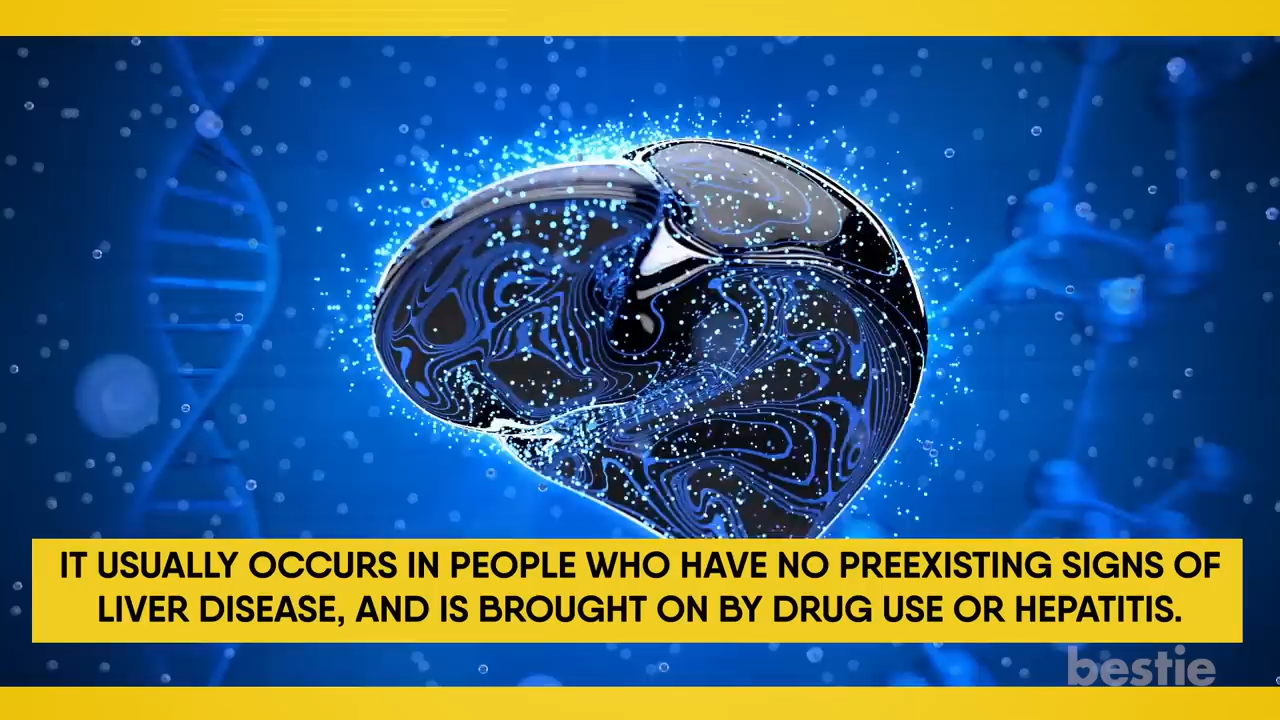 IT USUALLY OCCURS IN PEOPLE WHO HAVE NO PREEXISTING SIGNS OF
LIVER DISEASE, AND IS BROUGHT ON BY DRUG USE OR HEPATITIS.
bestie